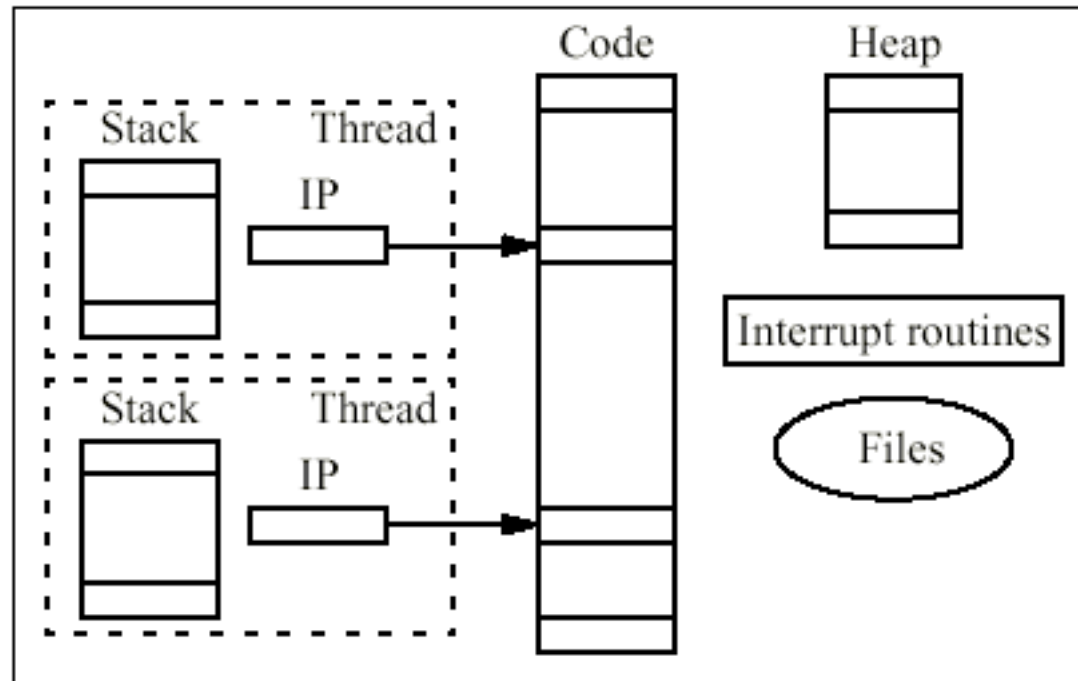 Code
Heap
Stack Thread
IP
Interrupt routines
Stack Thread
IP
Files